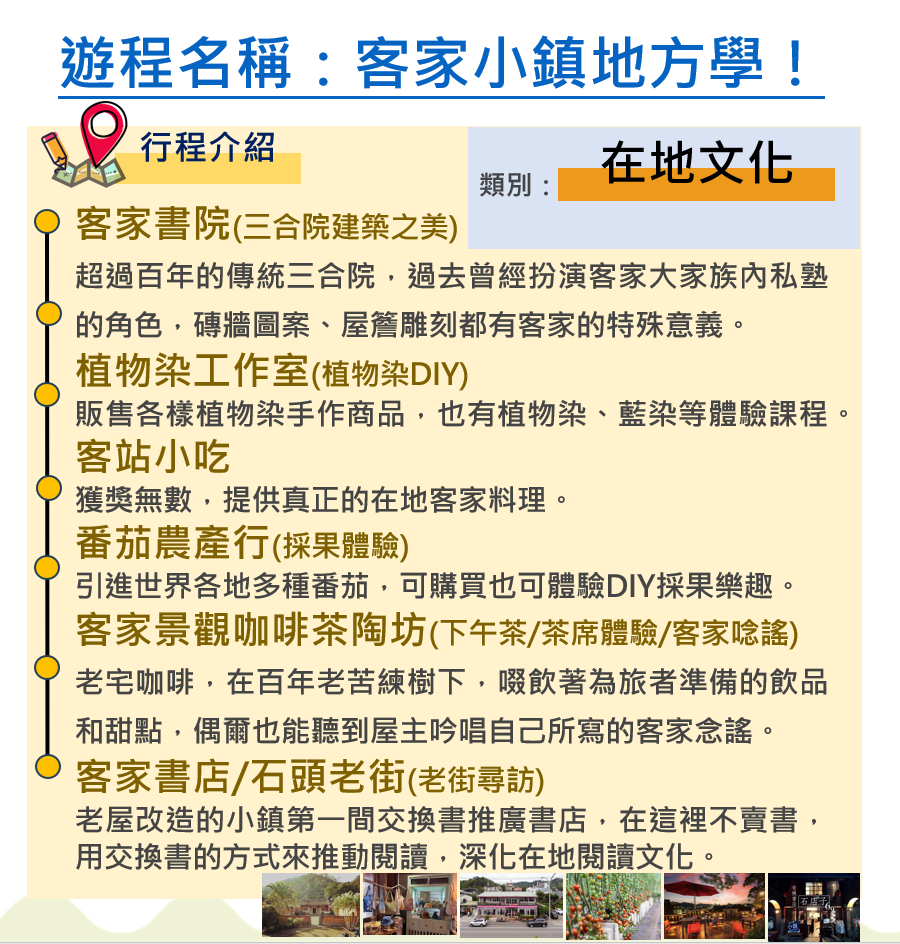 遊程名稱：客家小鎮地方學！
行程介紹
類別：
在地文化
客家書院(三合院建築之美)
超過百年的傳統三合院，過去曾經扮演客家大家族內私塾
的角色，磚牆圖案、屋簷雕刻都有客家的特殊意義。
植物染工作室(植物染DIY)
販售各樣植物染手作商品，也有植物染、藍染等體驗課程。
客站小吃
獲獎無數，提供真正的在地客家料理。
番茄農產行(採果體驗)
引進世界各地多種番茄，可購買也可體驗DIY採果樂趣。
客家景觀咖啡茶陶坊(下午茶/茶席體驗/客家唸謠)
老宅咖啡，在百年老苦練樹下，啜飲著為旅者準備的飲品
和甜點，偶爾也能聽到屋主吟唱自己所寫的客家念謠。
客家書店/石頭老街(老街尋訪)
老屋改造的小鎮第一間交換書推廣書店，在這裡不賣書，
用交換書的方式來推動閱讀，深化在地閱讀文化。
石店子